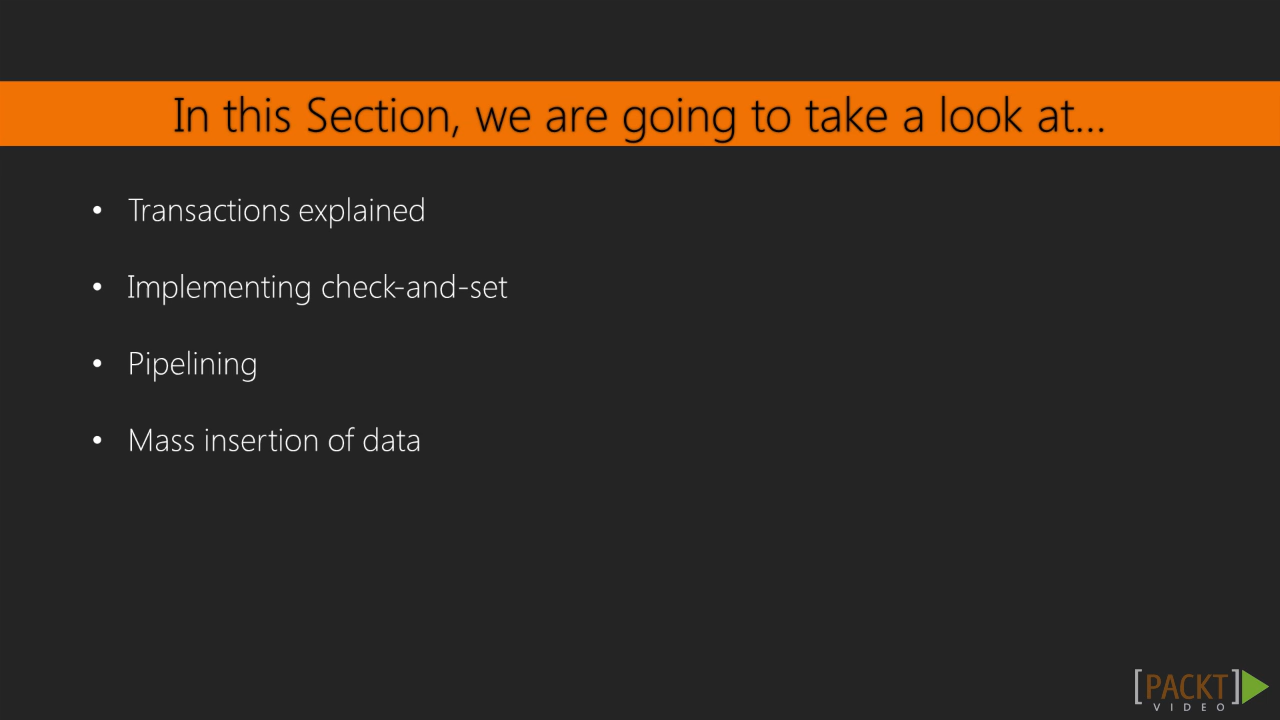 In this Section, we are going to take a look at...
• Transactions explained
• Implementing check-and-set
• Pipelining
• Mass insertion of data
[PACKT]
VIDEO